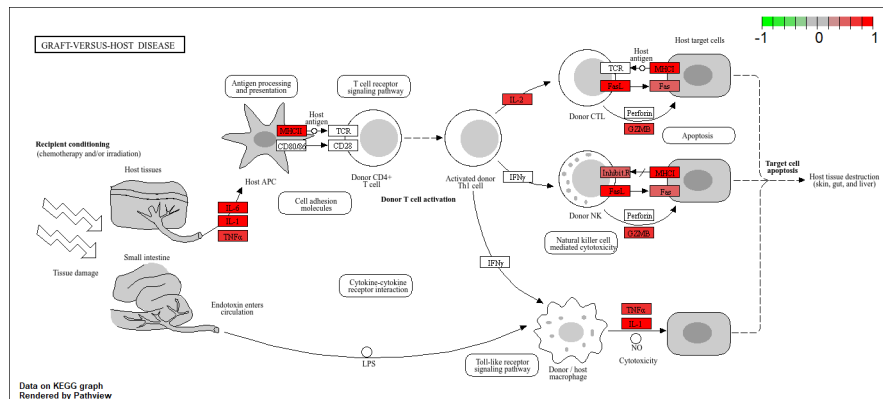 GRAFT-VERSUS-HOST DISEASE
-1
0
1
Host target cells
Host
antigen
TCR
MHCI
FasL
Fas
Perforin
GZMB
Donor CTL
Apoptosis
Antigen processing
and presentation
T cell receptor
signaling pathway
Host
antigen
MHCII
TCR
CD80/86
CD28
IL-2
Host APC
Donor CD4+
T cell
Donor T cell activation
Activated donor
Th1 cell
IFNγ
Inhibit.R
MHCI
FasL
Fas
Perforin
GZMB
Donor NK
Natural killer cell
mediated cytotoxicity
Target cell
apoptosis
Host tissue destruction
(skin, gut, and liver)
Recipient conditioning
(chemotherapy and/or irradiation)
Host tissues
IL-6
IL-1
TNFα
Cell adhesion
molecules
Tissue damage
Small intestine
Endotoxin enters
circulation
Cytokine-cytokine
receptor interaction
IFNγ
LPS
Toll-like receptor
signaling pathway
Donor / host
macrophage
TNFα
IL-1
NO
Cytotoxicity
Data on KEGG graph
Rendered by Pathview